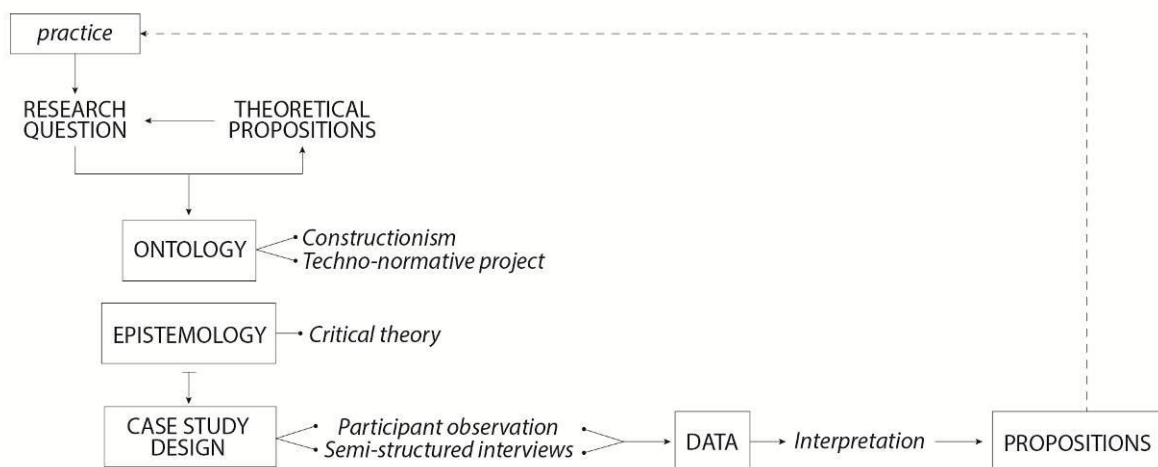 practice
RESEARCH
QUESTION
THEORETICAL
PROPOSITIONS
ONTOLOGY
Constructionism
Techno-normative project
EPISTEMOLOGY
Critical theory
CASE STUDY
DESIGN
Participant observation
Semi-structured interviews
DATA
Interpretation
PROPOSITIONS